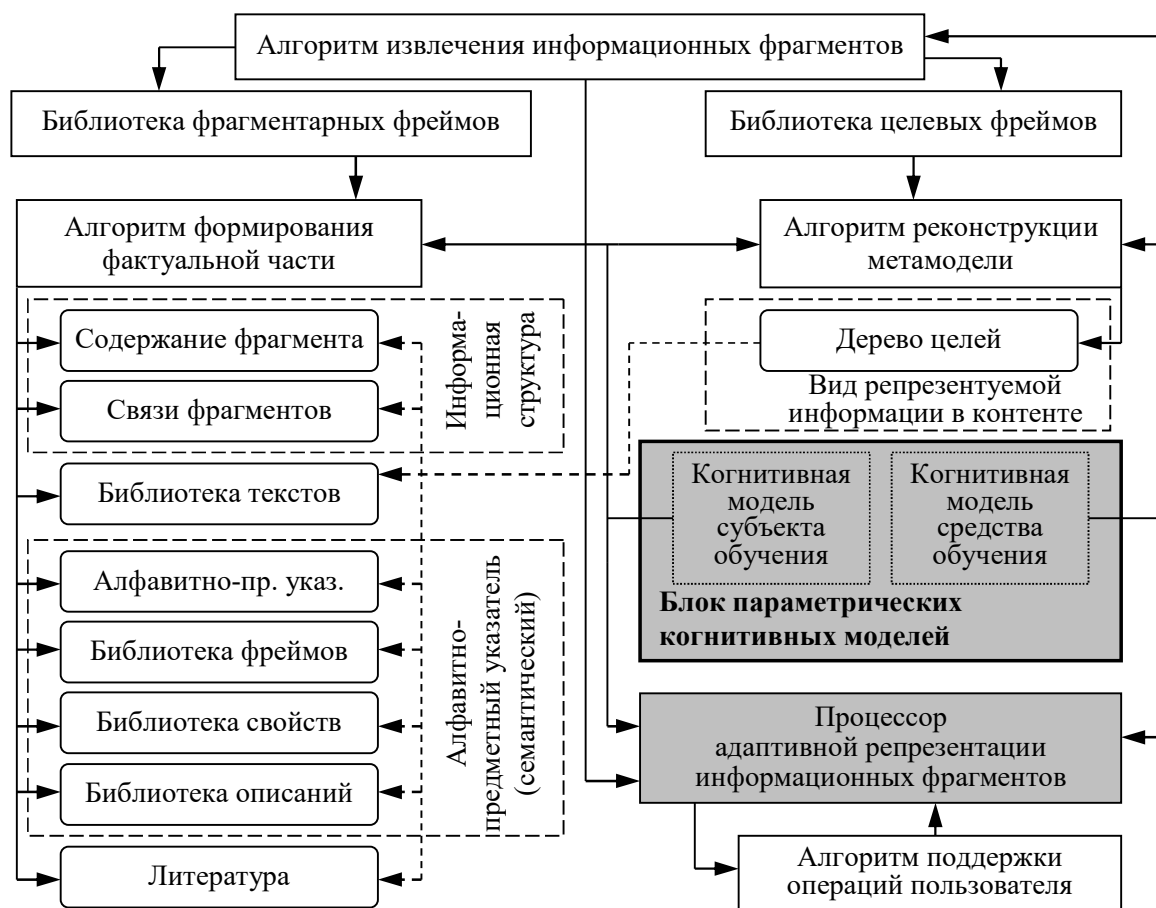 Алгоритм извлечения информационных фрагментов
Библиотека фрагментарных фреймов
Библиотека целевых фреймов
Алгоритм формирования
фактуальной части
Алгоритм реконструкции
метамодели
Содержание фрагмента
Связи фрагментов
Информа-
ционная
структура
Дерево целей
Вид репрезентуемой
информации в контенте
Библиотека текстов
Когнитивная
модель
субъекта
обучения
Когнитивная
модель
средства
обучения
Блок параметрических
когнитивных моделей
Алфавитно-пр. указ.
Библиотека фреймов
Библиотека свойств
Библиотека описаний
Алфавитно-
предметный указатель
(семантический)
Процессор
адаптивной репрезентации
информационных фрагментов
Литература
Алгоритм поддержки
операций пользователя